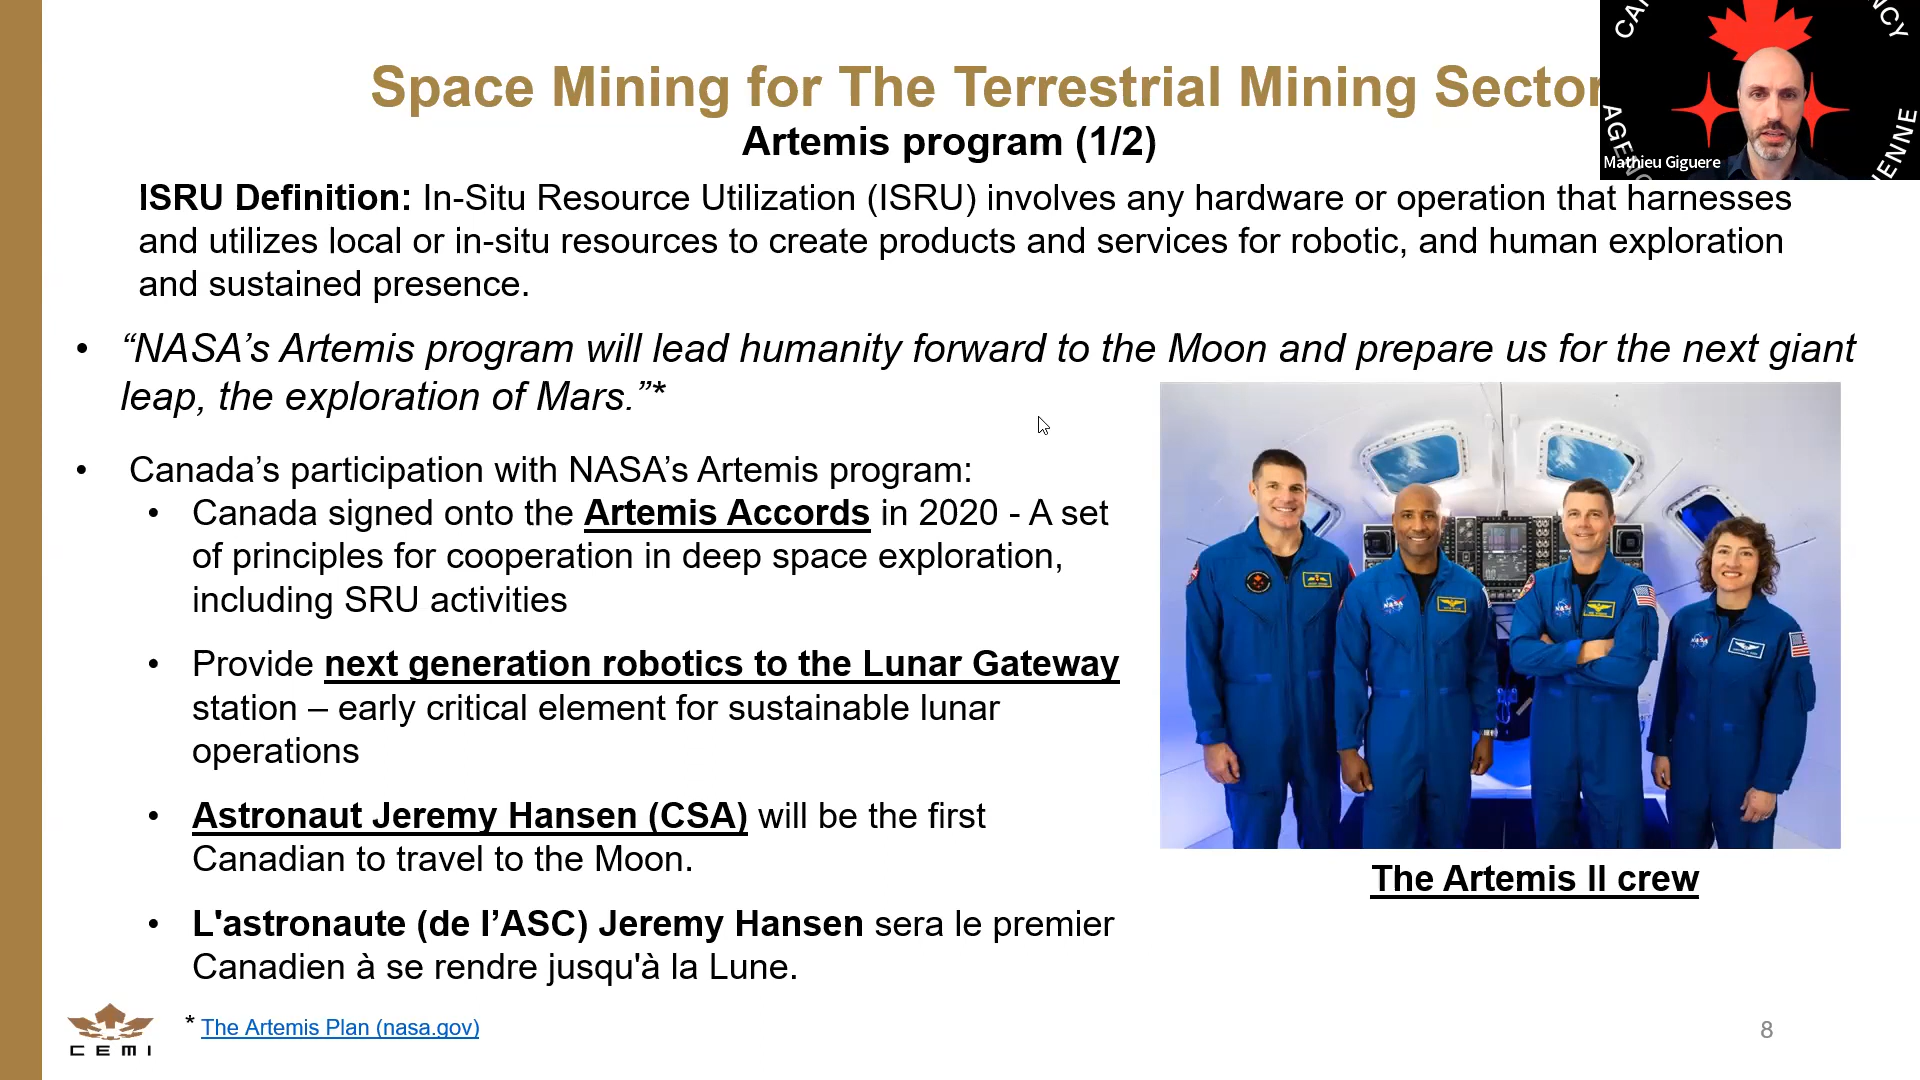 Space Mining for The Terrestrial Mining Sector
Artemis program (1/2)
CA
NCY
AGEN
IENNE
Mathieu Giguere
ISRU Definition: In-Situ Resource Utilization (ISRU) involves any hardware or operation that harnesses
and utilizes local or in-situ resources to create products and services for robotic, and human exploration
and sustained presence.
• “NASA’s Artemis program will lead humanity forward to the Moon and prepare us for the next giant
leap, the exploration of Mars.”*
• Canada’s participation with NASA’s Artemis program:
• Canada signed onto the Artemis Accords in 2020 - A set
of principles for cooperation in deep space exploration,
including SRU activities
• Provide next generation robotics to the Lunar Gateway
station – early critical element for sustainable lunar
operations
• Astronaut Jeremy Hansen (CSA) will be the first
Canadian to travel to the Moon.
• L'astronaute (de l’ASC) Jeremy Hansen sera le premier
Canadien à se rendre jusqu'à la Lune.
NASA
NASA
NASA
The Artemis II crew
CEMI
* The Artemis Plan (nasa.gov)
8